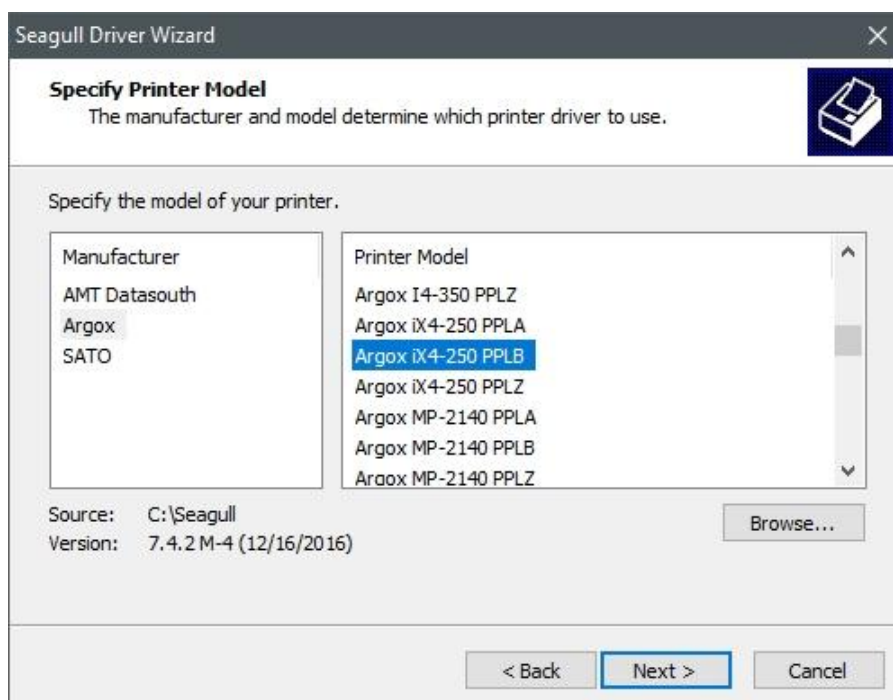 Seagull Driver Wizard
Specify Printer Model
The manufacturer and model determine which printer driver to use.
Specify the model of your printer.
Manufacturer
AMT Datasouth
Argox
SATO
Printer Model
Argox I4-350 PPLZ
Argox iX4-250 PPLA
Argox iX4-250 PPLB
Argox iX4-250 PPLZ
Argox MP-2140 PPLA
Argox MP-2140 PPLB
Argox MP-2140 PPLZ
Source: C:\Seagull
Version: 7.4.2 M-4 (12/16/2016)
Browse...
< Back
Next >
Cancel